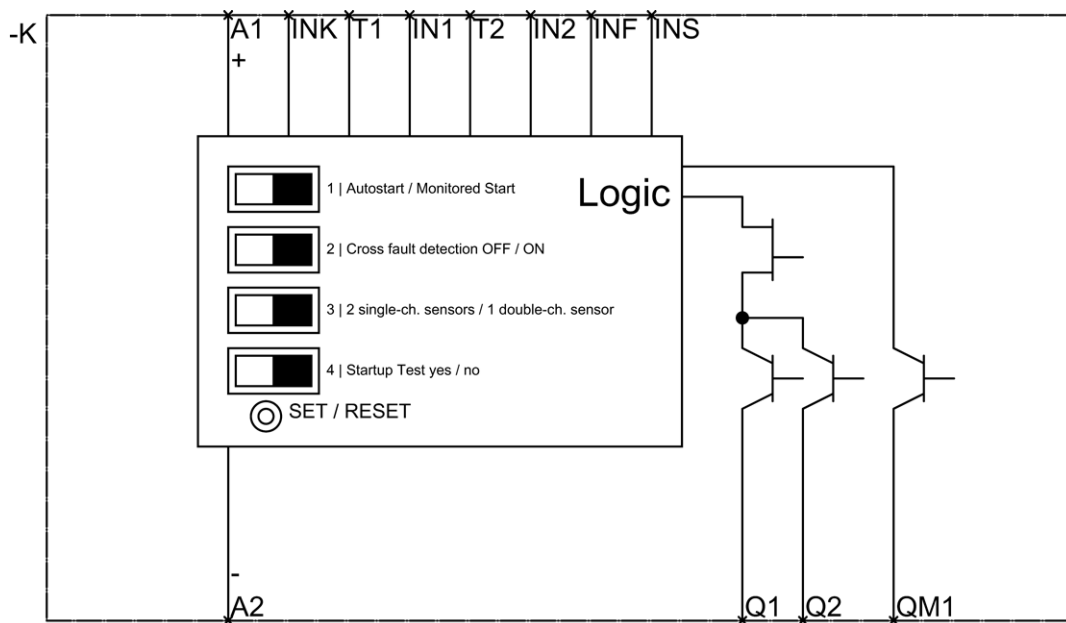 -K
A1 INK T1 IN1 T2 IN2 INF INS
+
1 | Autostart / Monitored Start
Logic
2 | Cross fault detection OFF / ON
3 | 2 single-ch. sensors / 1 double-ch. sensor
4 | Startup Test yes / no
SET / RESET
-
A2 Q1 Q2 QM1